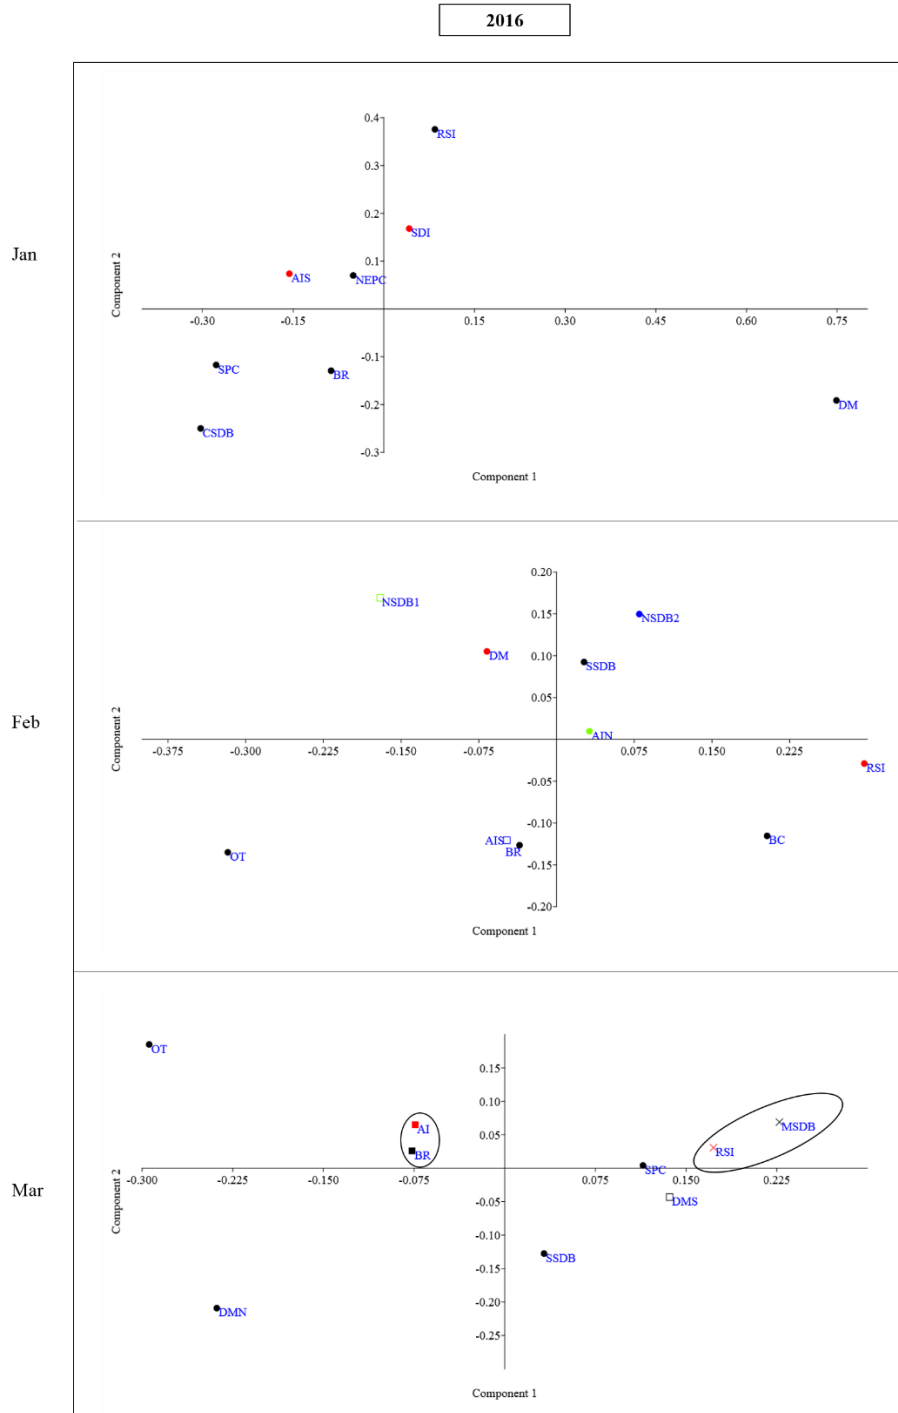 2016
Jan
0.4
RSI
0.3
0.2
SDI
0.1
AIS
NEPC
Component 2
-0.30 -0.15 0.15 0.30 0.45 0.60 0.75
-0.1
SPC
BR
-0.2
DM
CSDB
-0.3
Component 1
Feb
0.20
NSDB1
0.15
NSDB2
0.10
DM
SSDB
0.05
AIN
Component 2
-0.375 -0.300 -0.225 -0.150 -0.075 0.075 0.150 0.225
RSI
-0.05
-0.10
AIS
BC
BR
OT
-0.15
-0.20
Component 1
Mar
OT
0.15
0.10
AI
MSDB
0.05
BR
RSI
SPC
Component 2
-0.300 -0.225 -0.150 -0.075 0.075 0.150 0.225
DMS
-0.05
-0.10
SSDB
-0.15
-0.20
DMN
-0.25
Component 1